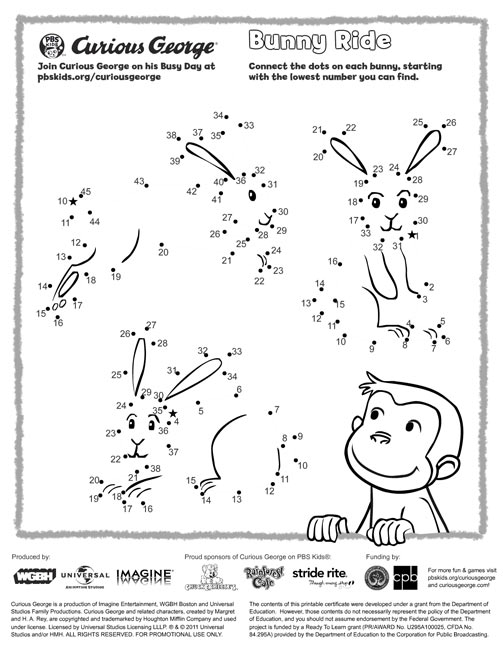 PBS KIDS Curious George®
Join Curious George on his Busy Day at
pbskids.org/curiousgeorge
Bunny Ride
Connect the dots on each bunny, starting
with the lowest number you can find.
34
33
38 37 35
39
40 36 32
43 42 31
41
45
10
11 44
30
27 29
26 28
25
12 20
24
13 21
23
18 19 22
14
17
15 16
25 26
21 22
27
20
23 24
19 28
18 29
17 30
33 1
32 31
16
14 2
3
13 15
12
11 4 5
10 6
9 8 7
26 27
28
32 33
25 31 34
29 30
6
24 35 5
4 7
23 36
8 9
37
22
38 10
21
11
20 15
19 18 12
14 13
17 16
Produced by:
Proud sponsors of Curious George on PBS Kids®:
Funding by:
WGBH
UNIVERSAL
ANIMATION STUDIOS
IMAGINE
CHUCK E. CHEESE'S
Rainforest Cafe
stride rite.
cpb
For more fun & games visit
pbskids.org/curiousgeorge
and curiousgeorge.com
Curious George is a production of Imagine Entertainment, WGBH Boston and Universal
Studios Family Productions. Curious George and related characters, created by Margret
and H. A. Rey, are copyrighted and trademarked by Houghton Mifflin Company and used
under license. Licensed by Universal Studios Licensing LLLP. ® & © 2011 Universal
Studios and/or HMH. ALL RIGHTS RESERVED. FOR PROMOTIONAL USE ONLY.
The contents of this printable certificate were developed under a grant from the Department of
Education. However, those contents do not necessarily represent the policy of the Department of
Education, and you should not assume endorsement by the Federal Government. The
project is funded by a Ready To Learn grant (PR/AWARD No. U295A100025, CFDA No.
84.295A) provided by the Department of Education to the Corporation for Public Broadcasting.